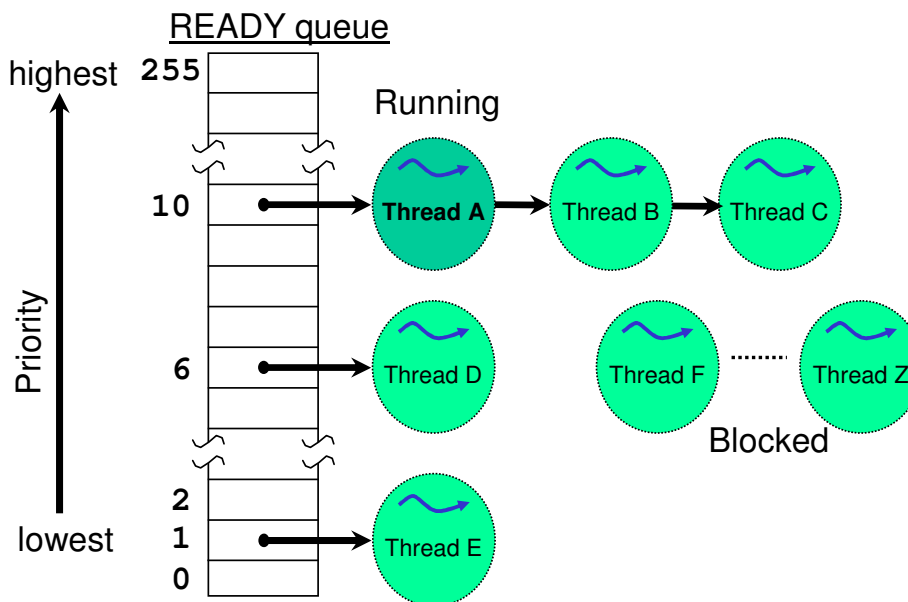 READY queue
highest
255
Running
10
Thread A
Thread B
Thread C
Priority
6
Thread D
Thread F
Thread Z
Blocked
2
lowest
1
Thread E
0